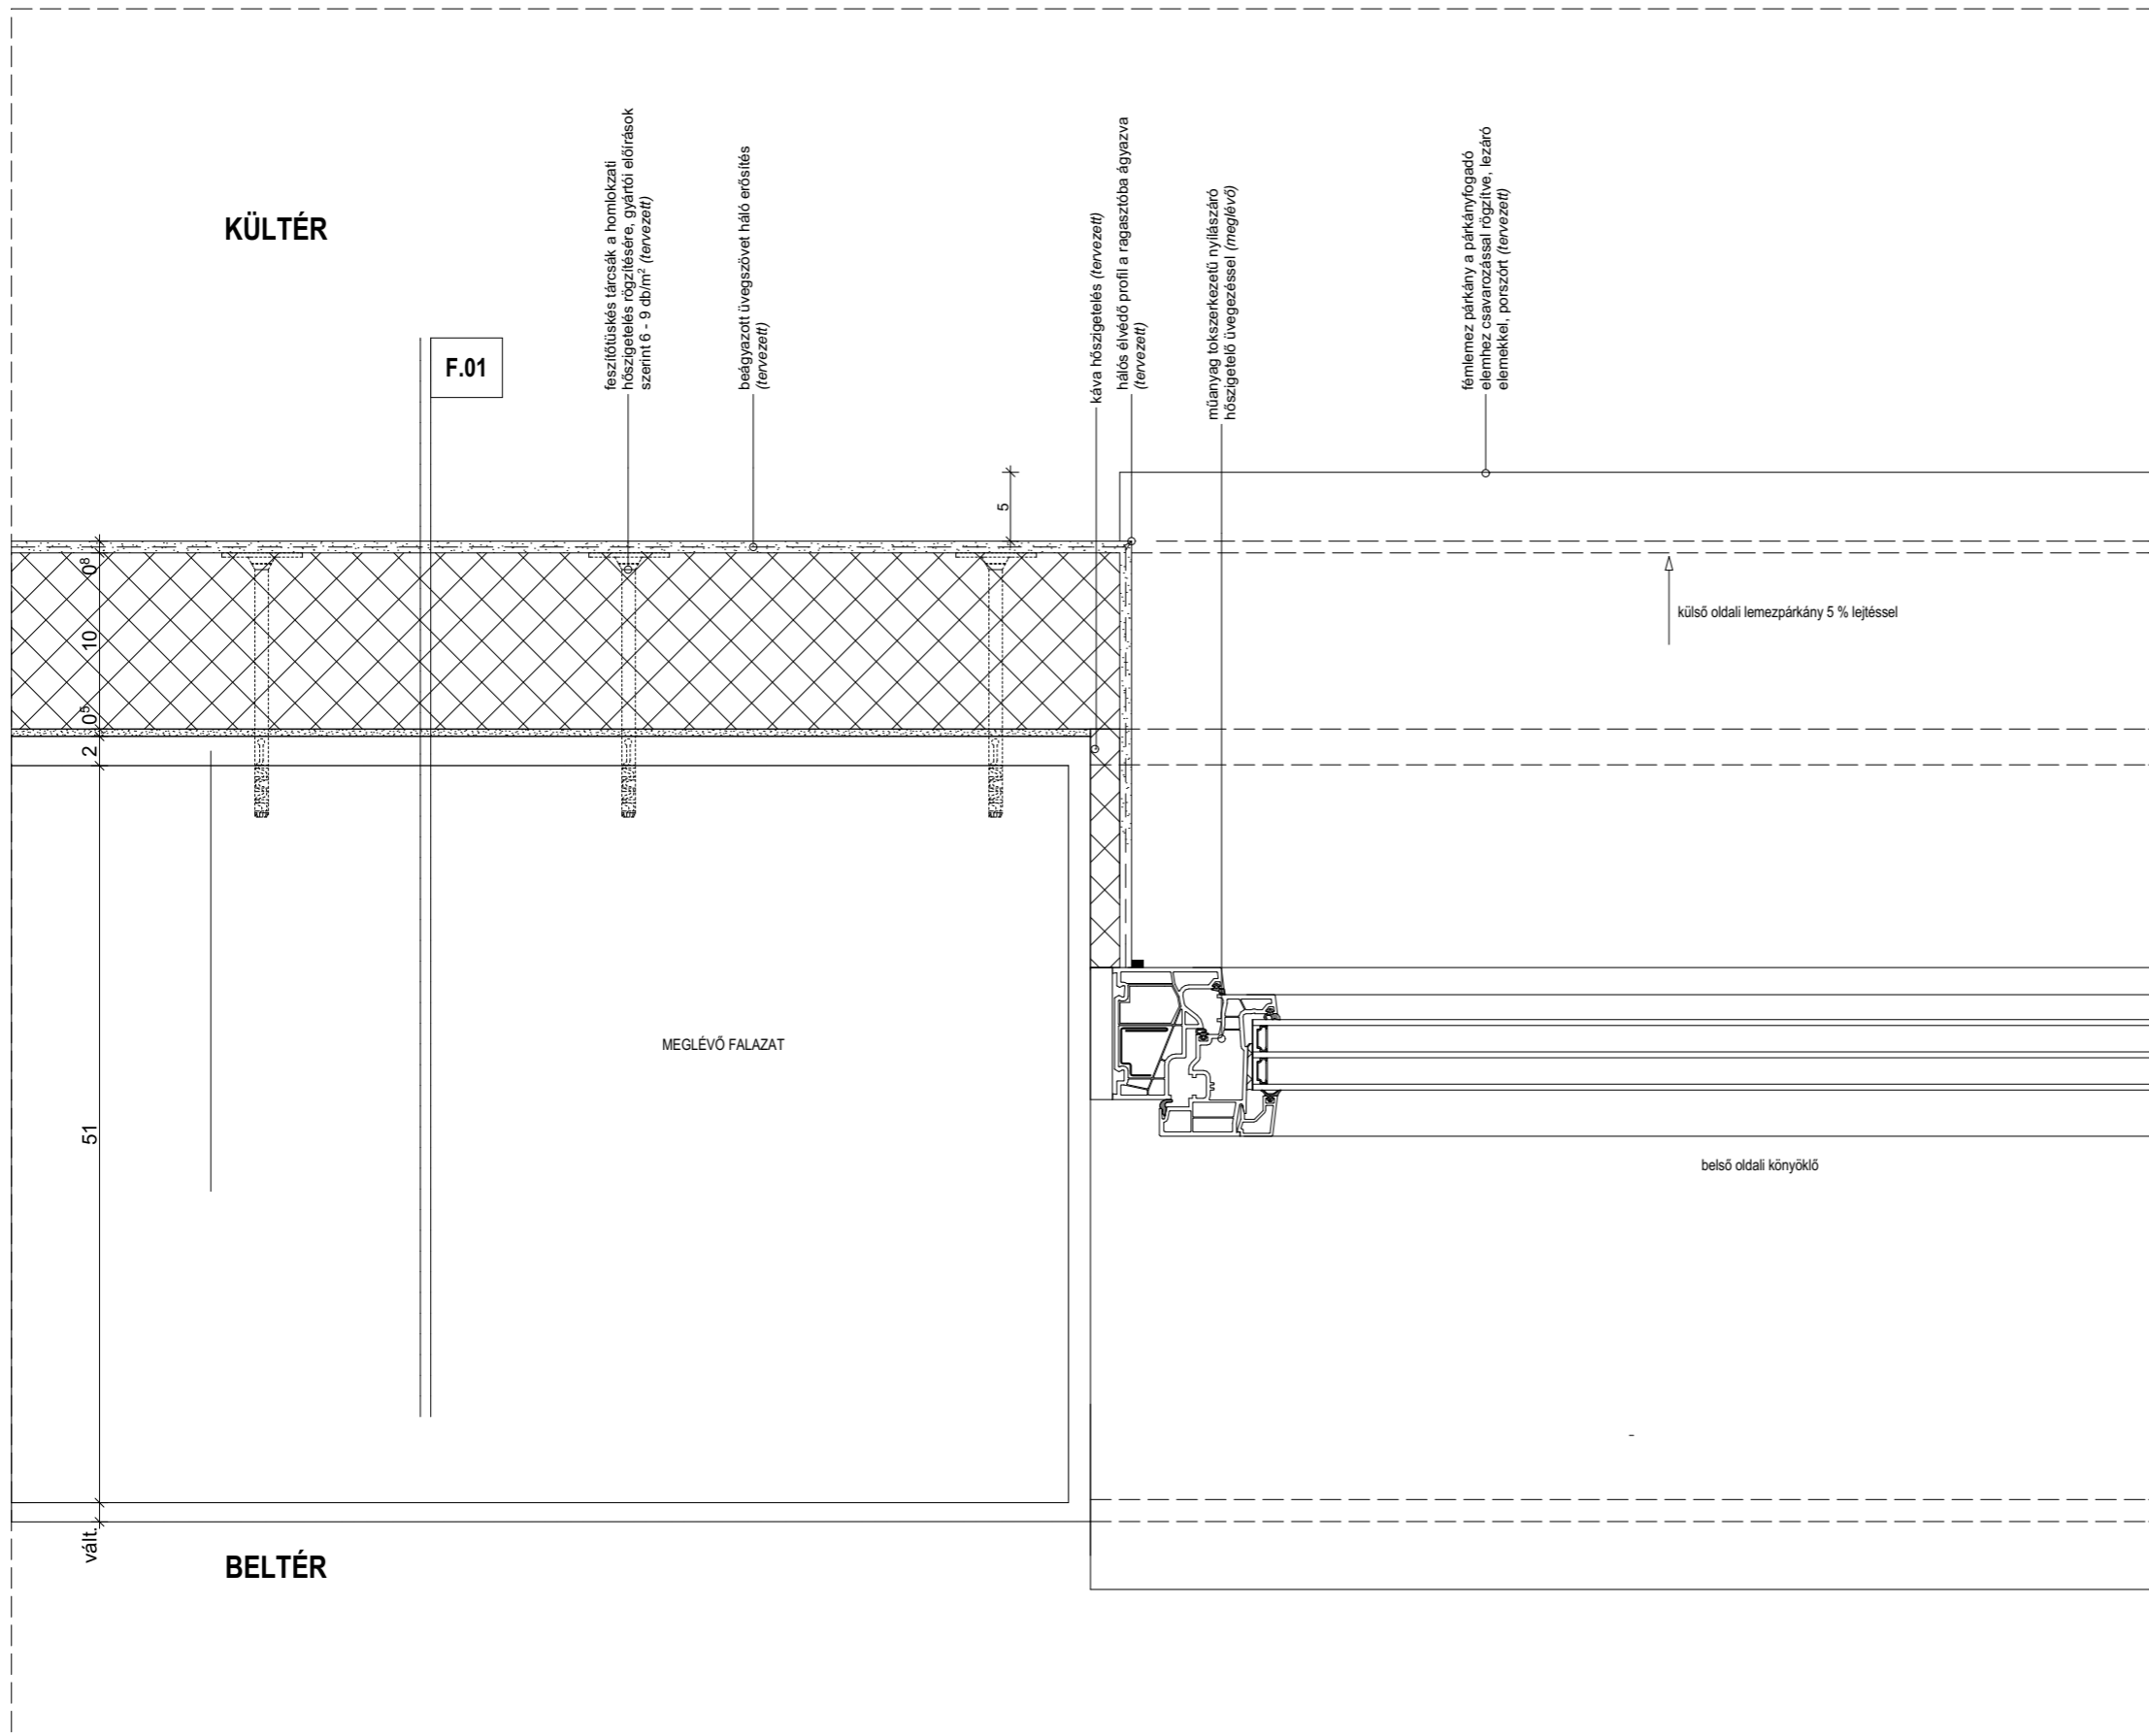 KÜLTÉR
F.01
feszítőtüskés tárcsák a homlokzati
hőszigetelés rögzítésére, gyártói előírások
szerint 6 - 9 db/m² (tervezett)
beágyazott üvegszövet háló erősítés
(tervezett)
káva hőszigetelés (tervezett)
hálós élvédő profil a ragasztóba ágyazva
(tervezett)
műanyag tokszerkezetű nyílászáró
hőszigetelő üvegezéssel (meglévő)
fémlemez párkány a párkányfogadó
elemhez csavarozással rögzítve, lezáró
elemekkel, porszórt (tervezett)
5
0⁸
10
0⁵
2
51
vált.
külső oldali lemezpárkány 5 % lejtéssel
MEGLÉVŐ FALAZAT
belső oldali könyöklő
-
BELTÉR